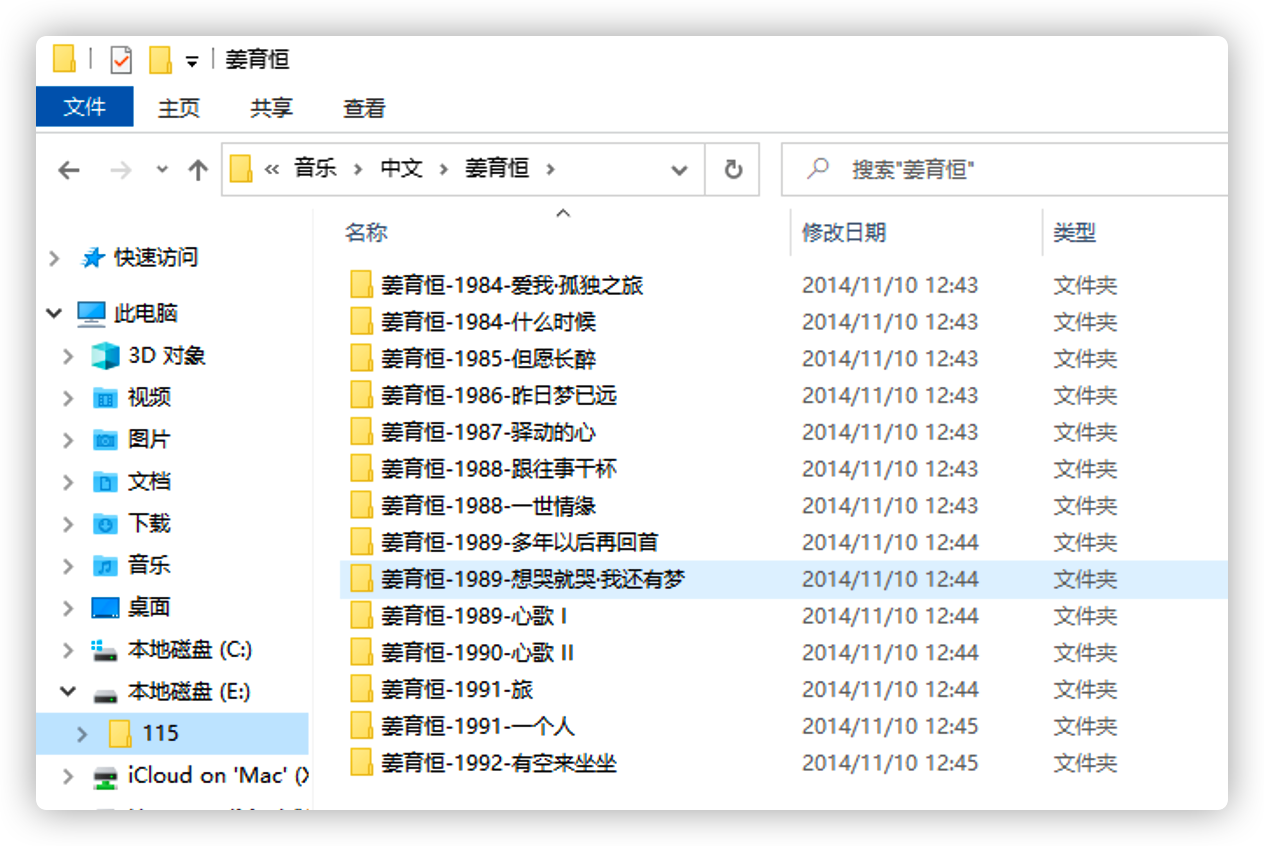 姜育恒
文件 主页 共享 查看
« 音乐 › 中文 › 姜育恒 ›
搜索"姜育恒"
名称 修改日期 类型
快速访问
此电脑
3D 对象
视频
图片
文档
下载
音乐
桌面
本地磁盘 (C:)
本地磁盘 (E:)
115
iCloud on 'Mac' (X
姜育恒-1984-爱我·孤独之旅 2014/11/10 12:43 文件夹
姜育恒-1984-什么时候 2014/11/10 12:43 文件夹
姜育恒-1985-但愿长醉 2014/11/10 12:43 文件夹
姜育恒-1986-昨日梦已远 2014/11/10 12:43 文件夹
姜育恒-1987-驿动的心 2014/11/10 12:43 文件夹
姜育恒-1988-跟往事干杯 2014/11/10 12:43 文件夹
姜育恒-1988-一世情缘 2014/11/10 12:43 文件夹
姜育恒-1989-多年以后再回首 2014/11/10 12:44 文件夹
姜育恒-1989-想哭就哭·我还有梦 2014/11/10 12:44 文件夹
姜育恒-1989-心歌 I 2014/11/10 12:44 文件夹
姜育恒-1990-心歌 II 2014/11/10 12:44 文件夹
姜育恒-1991-旅 2014/11/10 12:44 文件夹
姜育恒-1991-一个人 2014/11/10 12:45 文件夹
姜育恒-1992-有空来坐坐 2014/11/10 12:45 文件夹